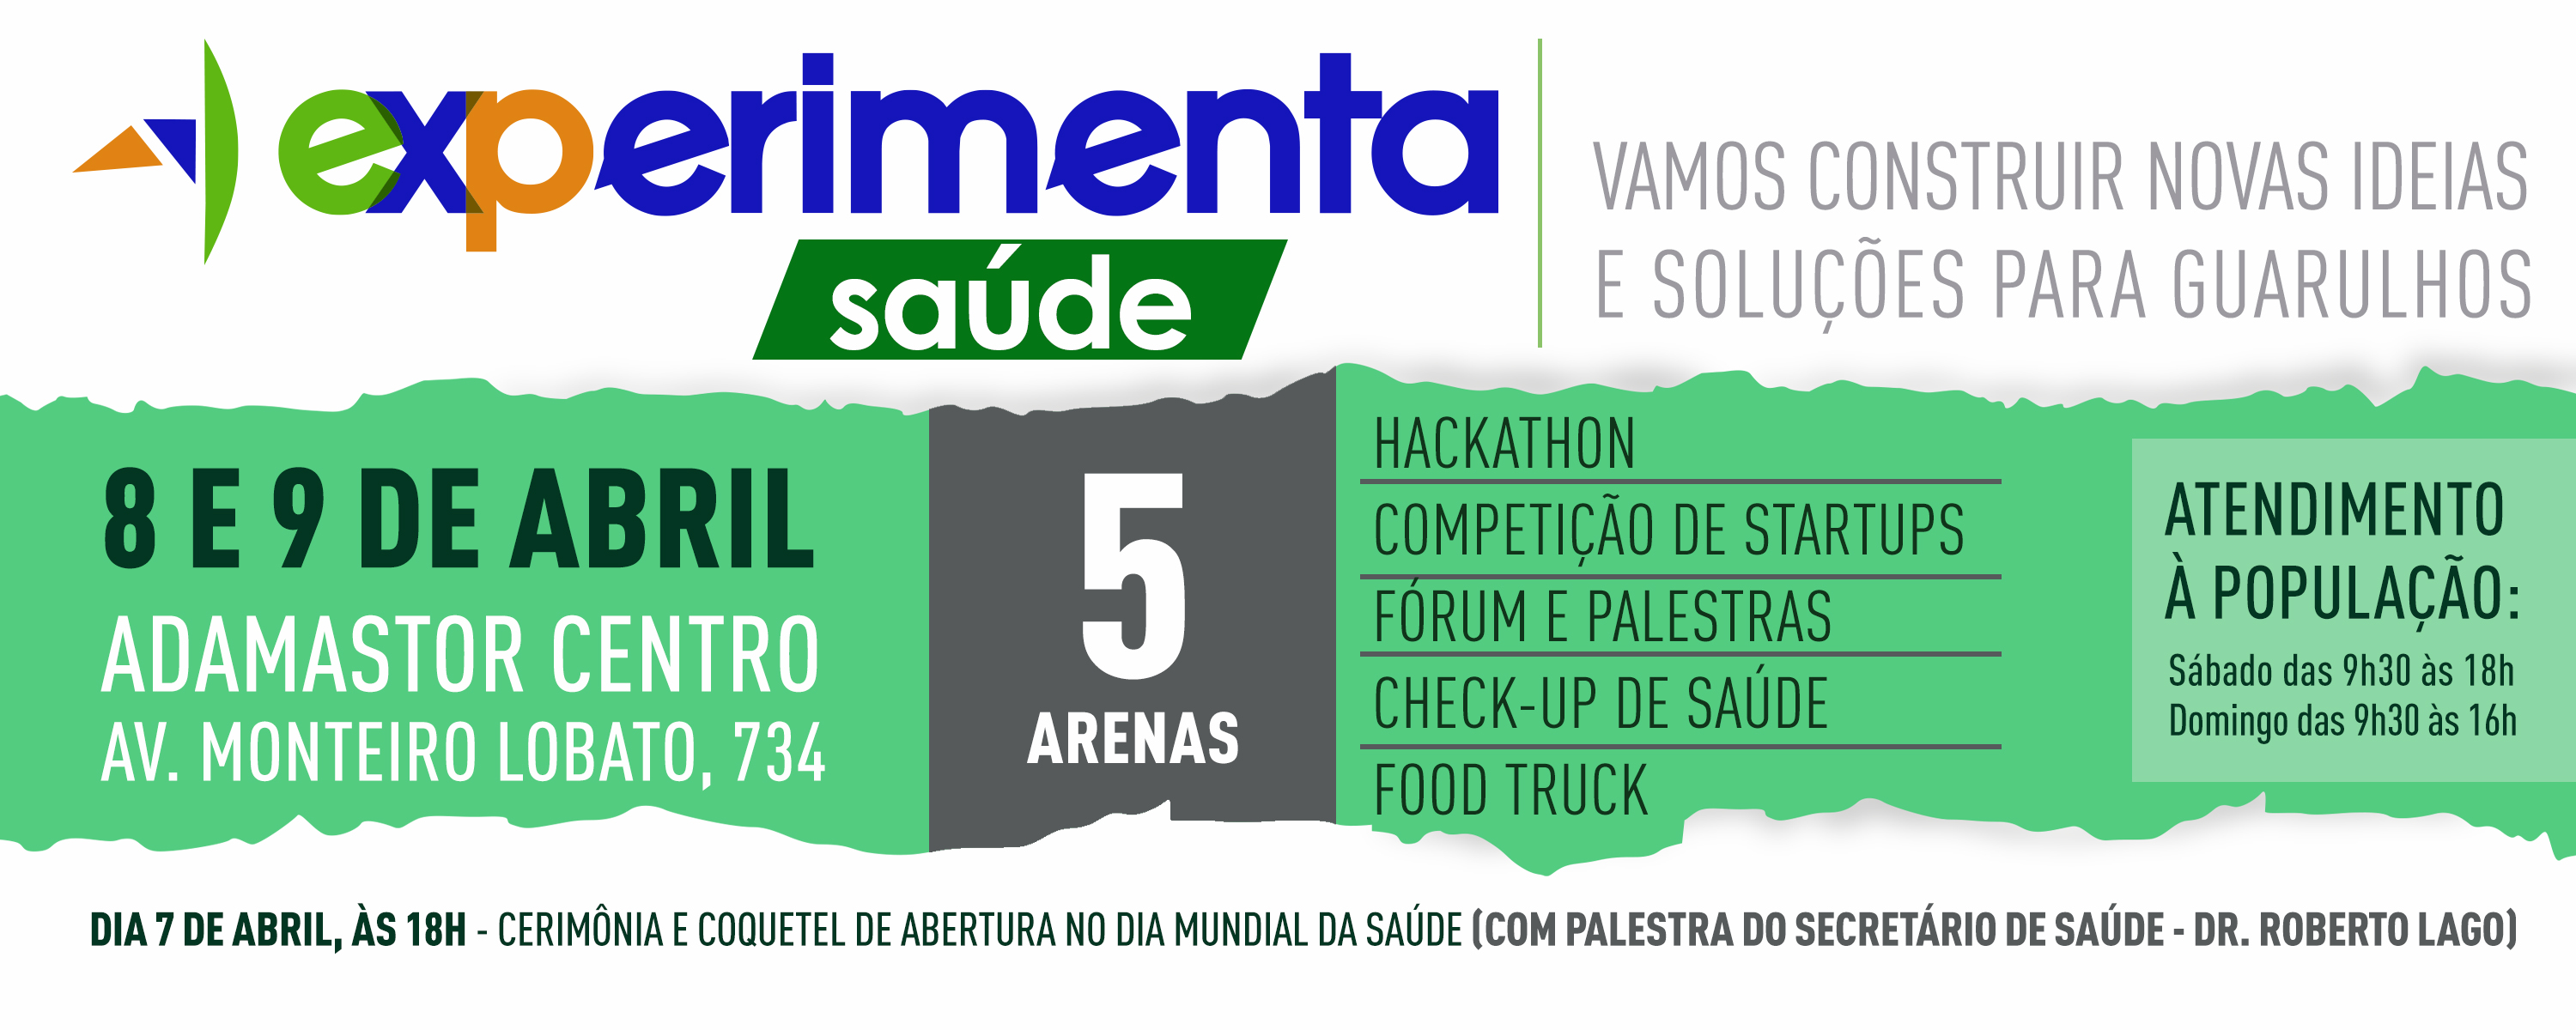 experimenta
saúde
VAMOS CONSTRUIR NOVAS IDEIAS
E SOLUÇÕES PARA GUARULHOS
8 E 9 DE ABRIL
ADAMASTOR CENTRO
AV. MONTEIRO LOBATO, 734
5
ARENAS
HACKATHON
COMPETIÇÃO DE STARTUPS
FÓRUM E PALESTRAS
CHECK-UP DE SAÚDE
FOOD TRUCK
ATENDIMENTO
À POPULAÇÃO:
Sábado das 9h30 às 18h
Domingo das 9h30 às 16h
DIA 7 DE ABRIL, ÀS 18H - CERIMÔNIA E COQUETEL DE ABERTURA NO DIA MUNDIAL DA SAÚDE (COM PALESTRA DO SECRETÁRIO DE SAÚDE - DR. ROBERTO LAGO)